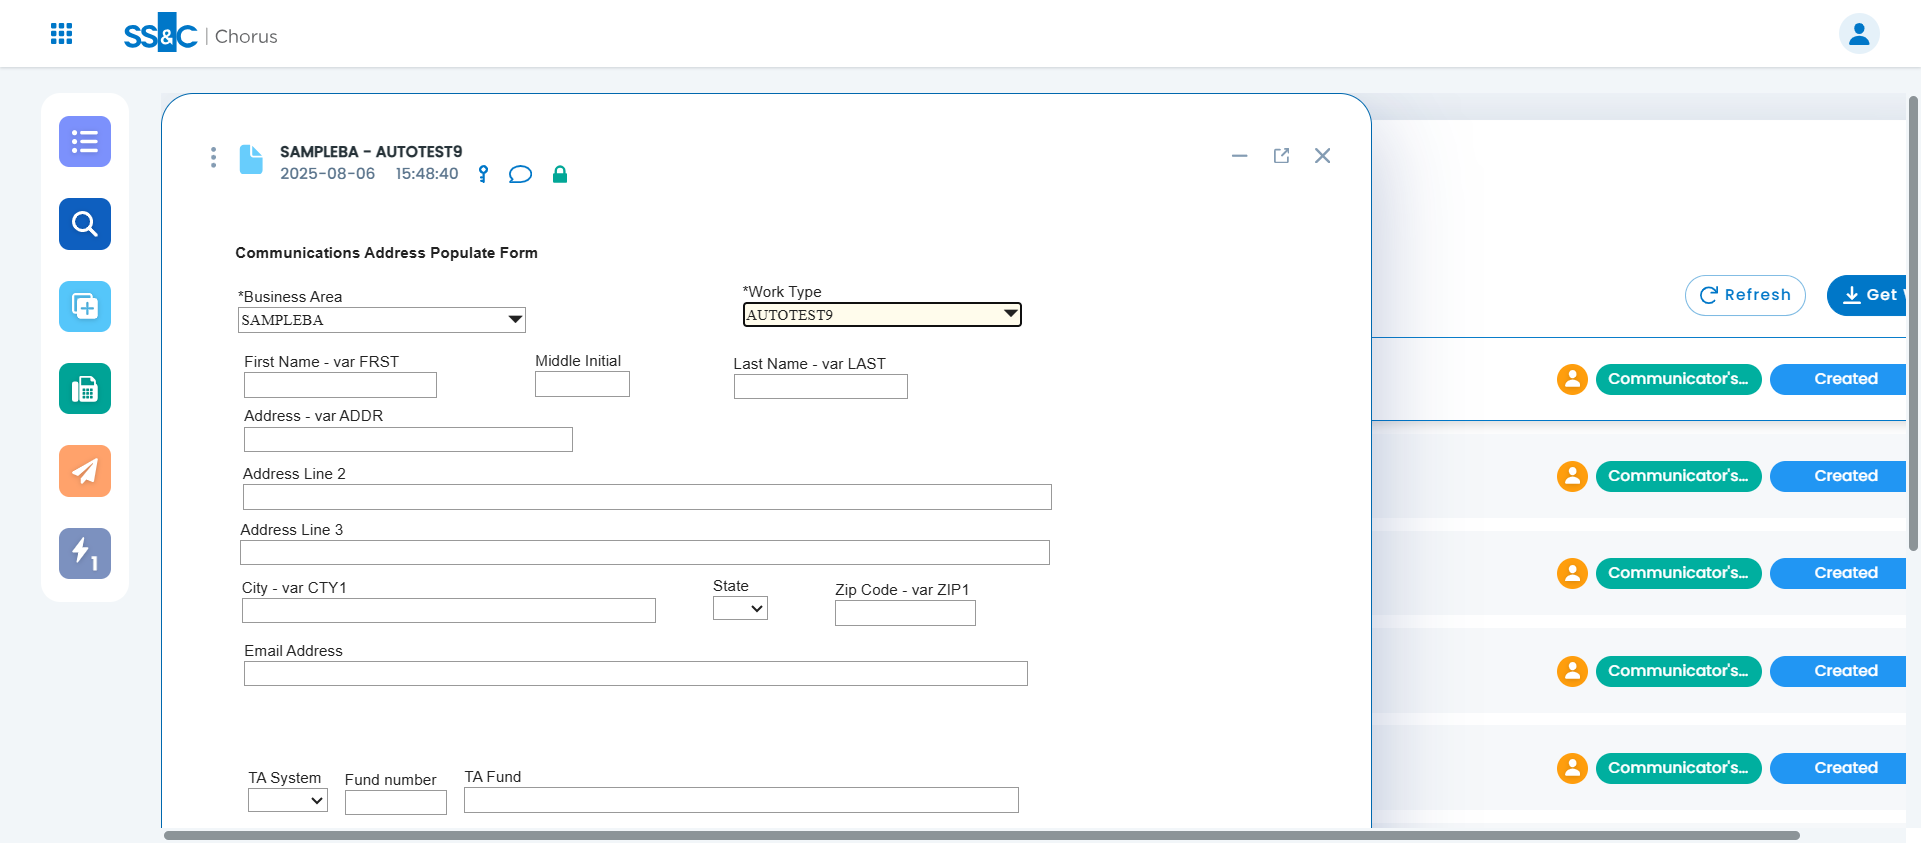 SS&C | Chorus
SAMPLEBA - AUTOTEST9
2025-08-06 15:48:40
Communications Address Populate Form
*Business Area
SAMPLEBA
*Work Type
AUTOTEST9
First Name - var FRST
Middle Initial
Last Name - var LAST
Address - var ADDR
Address Line 2
Address Line 3
City - var CTY1
State
Zip Code - var ZIP1
Email Address
TA System
Fund number
TA Fund
1
Refresh
Get
Communicator's... Created
Communicator's... Created
Communicator's... Created
Communicator's... Created
Communicator's... Created